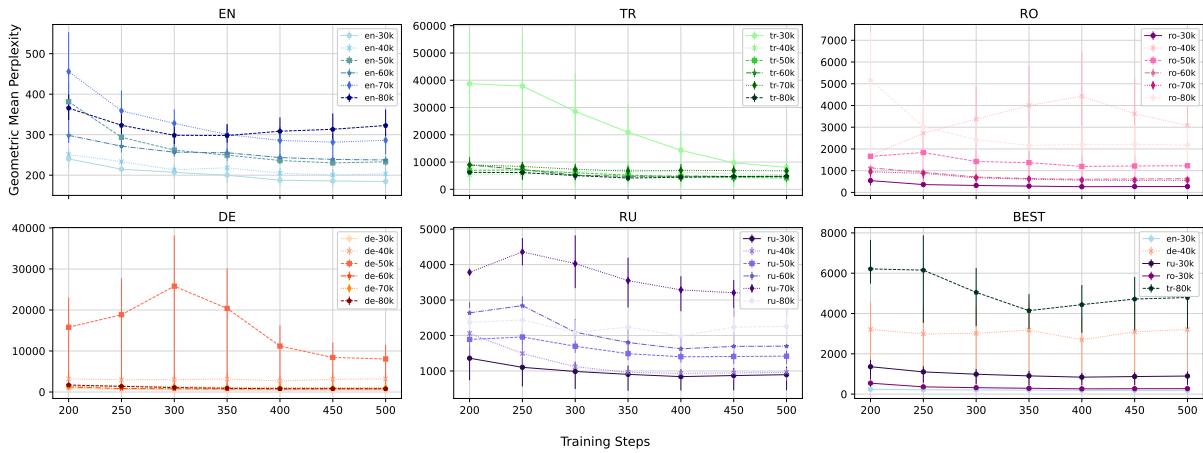 EN
TR
RO
Geometric Mean Perplexity
500
400
300
200
en-30k
en-40k
en-50k
en-60k
en-70k
en-80k
60000
50000
40000
30000
20000
10000
0
tr-30k
tr-40k
tr-50k
tr-60k
tr-70k
tr-80k
7000
6000
5000
4000
3000
2000
1000
0
ro-30k
ro-40k
ro-50k
ro-60k
ro-70k
ro-80k
DE
RU
BEST
40000
30000
20000
10000
0
de-30k
de-40k
de-50k
de-60k
de-70k
de-80k
200 250 300 350 400 450 500
5000
4000
3000
2000
1000
ru-30k
ru-40k
ru-50k
ru-60k
ru-70k
ru-80k
200 250 300 350 400 450 500
8000
6000
4000
2000
0
en-30k
de-40k
ru-30k
ro-30k
tr-80k
200 250 300 350 400 450 500
Training Steps